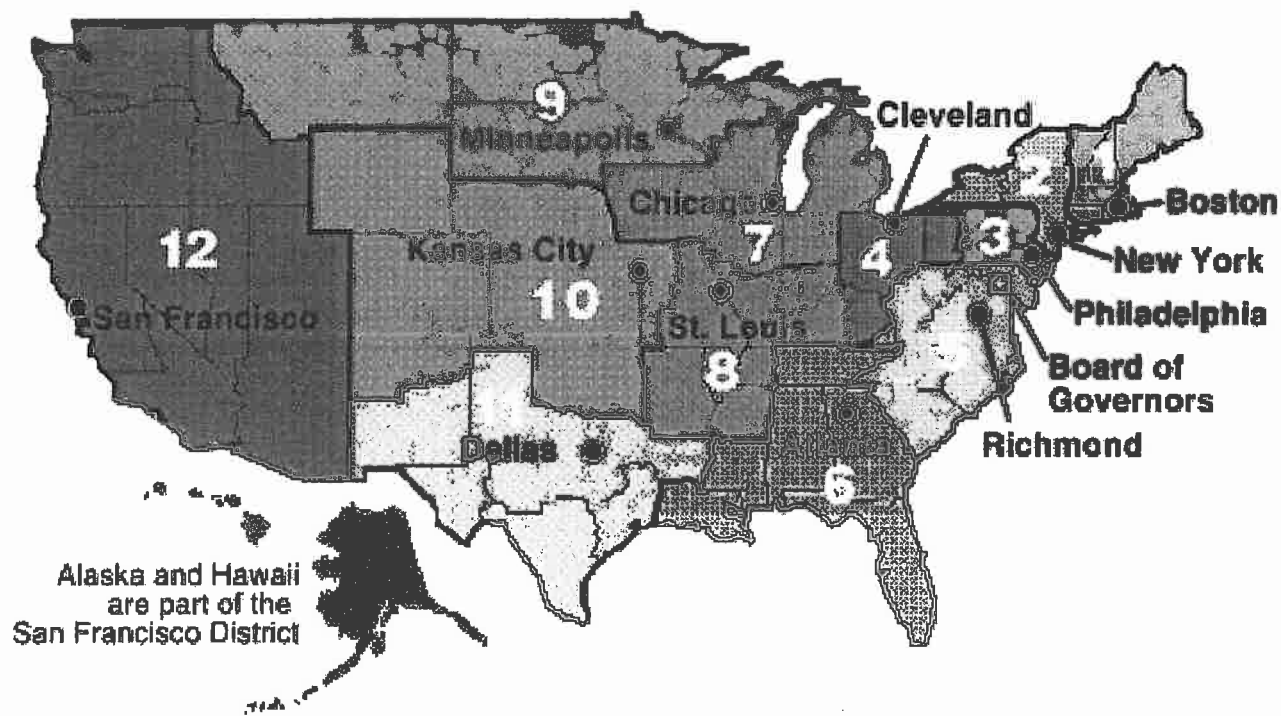 9
Minneapolis
Cleveland
Chicago
2
Boston
12
Kansas City
7
4
3
New York
10
San Francisco
St. Louis
Philadelphia
8
Board of
Governors
Dallas
Atlanta
Richmond
6
Alaska and Hawaii
are part of the
San Francisco District